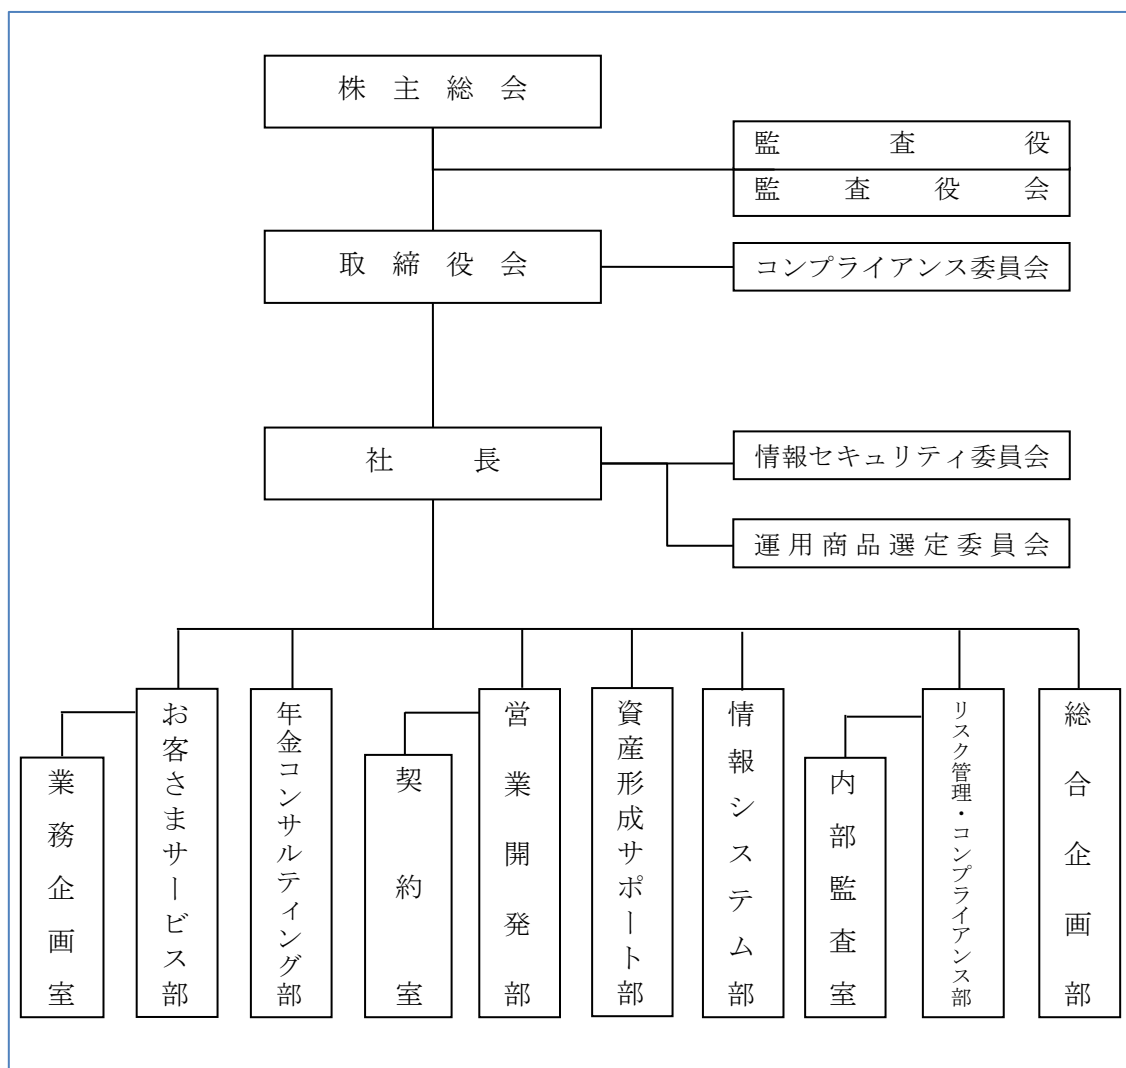 株主総会
監査役
監査役会
取締役会
コンプライアンス委員会
社長
情報セキュリティ委員会
運用商品選定委員会
業務企画室
お客さまサービス部
年金コンサルティング部
契約室
営業開発部
資産形成サポート部
情報システム部
内部監査室
リスク管理・コンプライアンス部
総合企画部